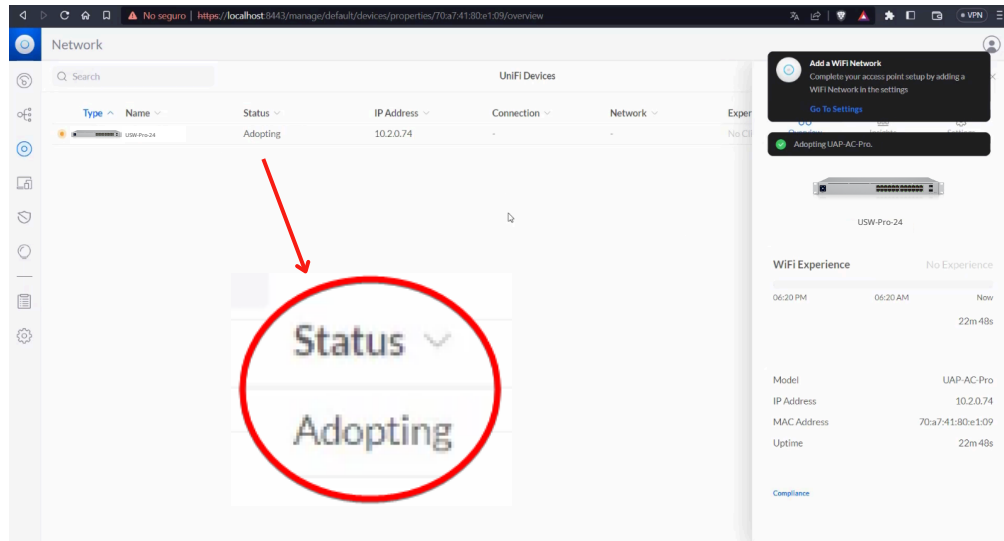 No seguro | https://localhost:8443/manage/default/devices/properties/70:a7:41:80:e1:09/overview
VPN
Network
Search
UniFi Devices
Type Name Status IP Address Connection Network Exper
USW-Pro-24 Adopting 10.2.0.74 - - No Cl
Status
Adopting
Add a WiFi Network
Complete your access point setup by adding a
WiFi Network in the settings
Go To Settings
Adopting UAP-AC-Pro.
USW-Pro-24
WiFi Experience No Experience
06:20 PM 06:20 AM Now
22m 48s
Model UAP-AC-Pro
IP Address 10.2.0.74
MAC Address 70:a7:41:80:e1:09
Uptime 22m 48s
Compliance